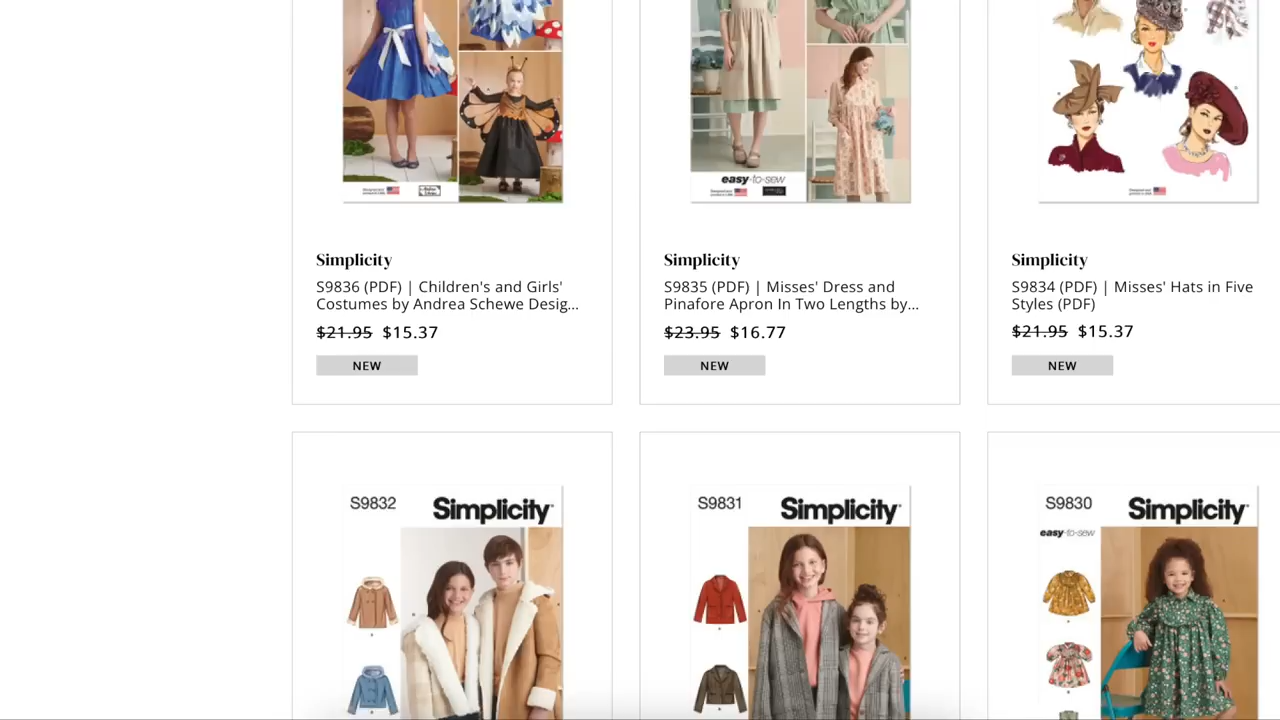 easy-to-sew
Simplicity
S9836 (PDF) | Children's and Girls'
Costumes by Andrea Schewe Desig...
$21.95 $15.37
NEW
Simplicity
S9835 (PDF) | Misses' Dress and
Pinafore Apron In Two Lengths by...
$23.95 $16.77
NEW
Simplicity
S9834 (PDF) | Misses' Hats in Five
Styles (PDF)
$21.95 $15.37
NEW
S9832 Simplicity
S9831 Simplicity
S9830 Simplicity
easy-to-sew